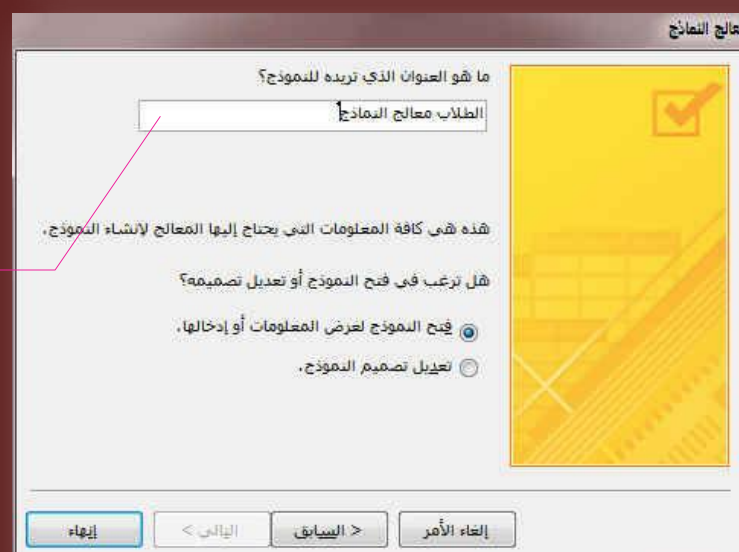 معالج النماذج
ما هو العنوان الذي تريده للنموذج؟
الطلاب معالج النماذج
هذه هي كافة المعلومات التي يحتاج إليها المعالج لإنشاء النموذج.
هل ترغب في فتح النموذج أو تعديل تصميمه؟
فتح النموذج لعرض المعلومات أو إدخالها.
تعديل تصميم النموذج.
إلغاء الأمر
< السابق
التالي >
إنهاء